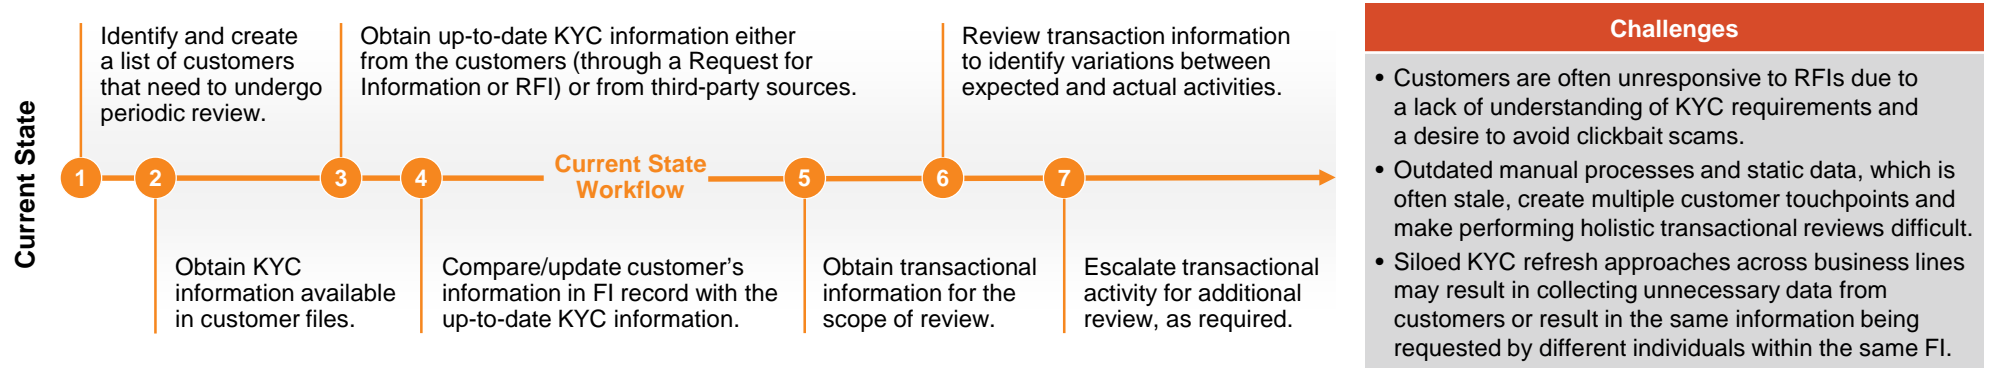 Current State
1
Identify and create
a list of customers
that need to undergo
periodic review.
2
Obtain KYC
information available
in customer files.
3
Obtain up-to-date KYC information either
from the customers (through a Request for
Information or RFI) or from third-party sources.
4
Compare/update customer's
information in FI record with the
up-to-date KYC information.
Current State
Workflow
5
Obtain transactional
information for the
scope of review.
6
Review transaction information
to identify variations between
expected and actual activities.
7
Escalate transactional
activity for additional
review, as required.
Challenges
• Customers are often unresponsive to RFIs due to
a lack of understanding of KYC requirements and
a desire to avoid clickbait scams.
• Outdated manual processes and static data, which is
often stale, create multiple customer touchpoints and
make performing holistic transactional reviews difficult.
• Siloed KYC refresh approaches across business lines
may result in collecting unnecessary data from
customers or result in the same information being
requested by different individuals within the same FI.